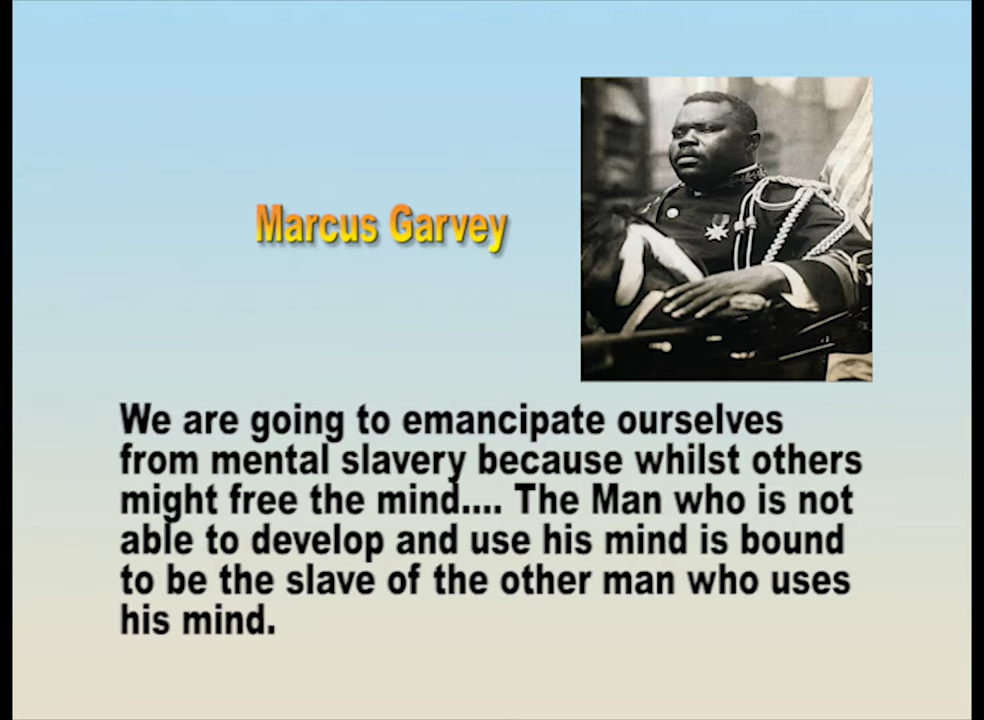 Marcus Garvey
We are going to emancipate ourselves
from mental slavery because whilst others
might free the mind.... The Man who is not
able to develop and use his mind is bound
to be the slave of the other man who uses
his mind.